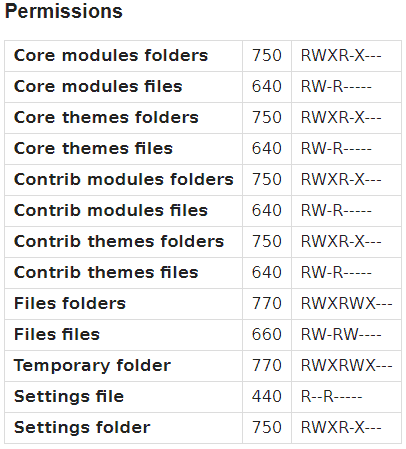 Permissions
Core modules folders 750 RWXR-X---
Core modules files 640 RW-R-----
Core themes folders 750 RWXR-X---
Core themes files 640 RW-R-----
Contrib modules folders 750 RWXR-X---
Contrib modules files 640 RW-R-----
Contrib themes folders 750 RWXR-X---
Contrib themes files 640 RW-R-----
Files folders 770 RWXRWX---
Files files 660 RW-RW----
Temporary folder 770 RWXRWX---
Settings file 440 R--R-----
Settings folder 750 RWXR-X---